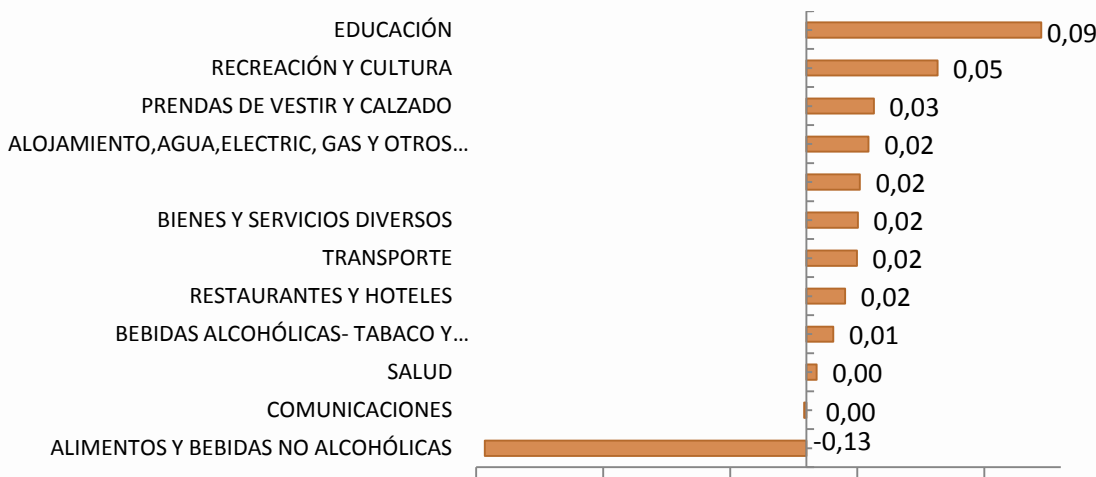 EDUCACIÓN 0,09
RECREACIÓN Y CULTURA 0,05
PRENDAS DE VESTIR Y CALZADO 0,03
ALOJAMIENTO,AGUA,ELECTRIC, GAS Y OTROS... 0,02
0,02
BIENES Y SERVICIOS DIVERSOS 0,02
TRANSPORTE 0,02
RESTAURANTES Y HOTELES 0,02
BEBIDAS ALCOHÓLICAS- TABACO Y... 0,01
SALUD 0,00
COMUNICACIONES 0,00
ALIMENTOS Y BEBIDAS NO ALCOHÓLICAS -0,13